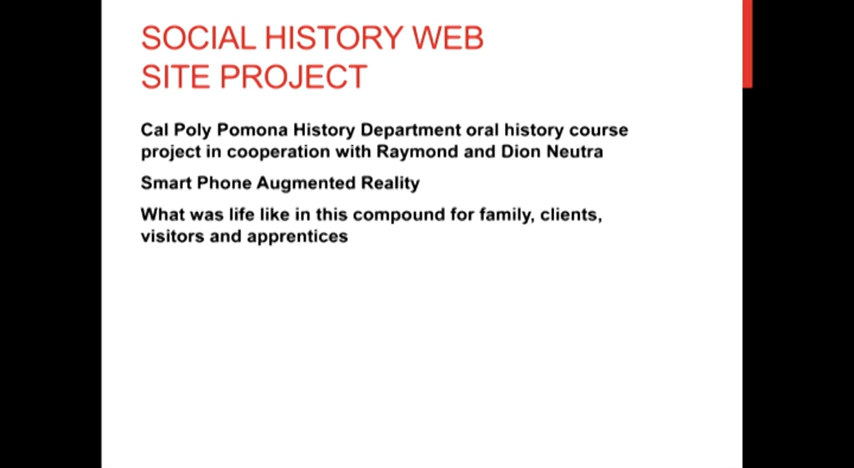 SOCIAL HISTORY WEB
SITE PROJECT
Cal Poly Pomona History Department oral history course
project in cooperation with Raymond and Dion Neutra
Smart Phone Augmented Reality
What was life like in this compound for family, clients,
visitors and apprentices